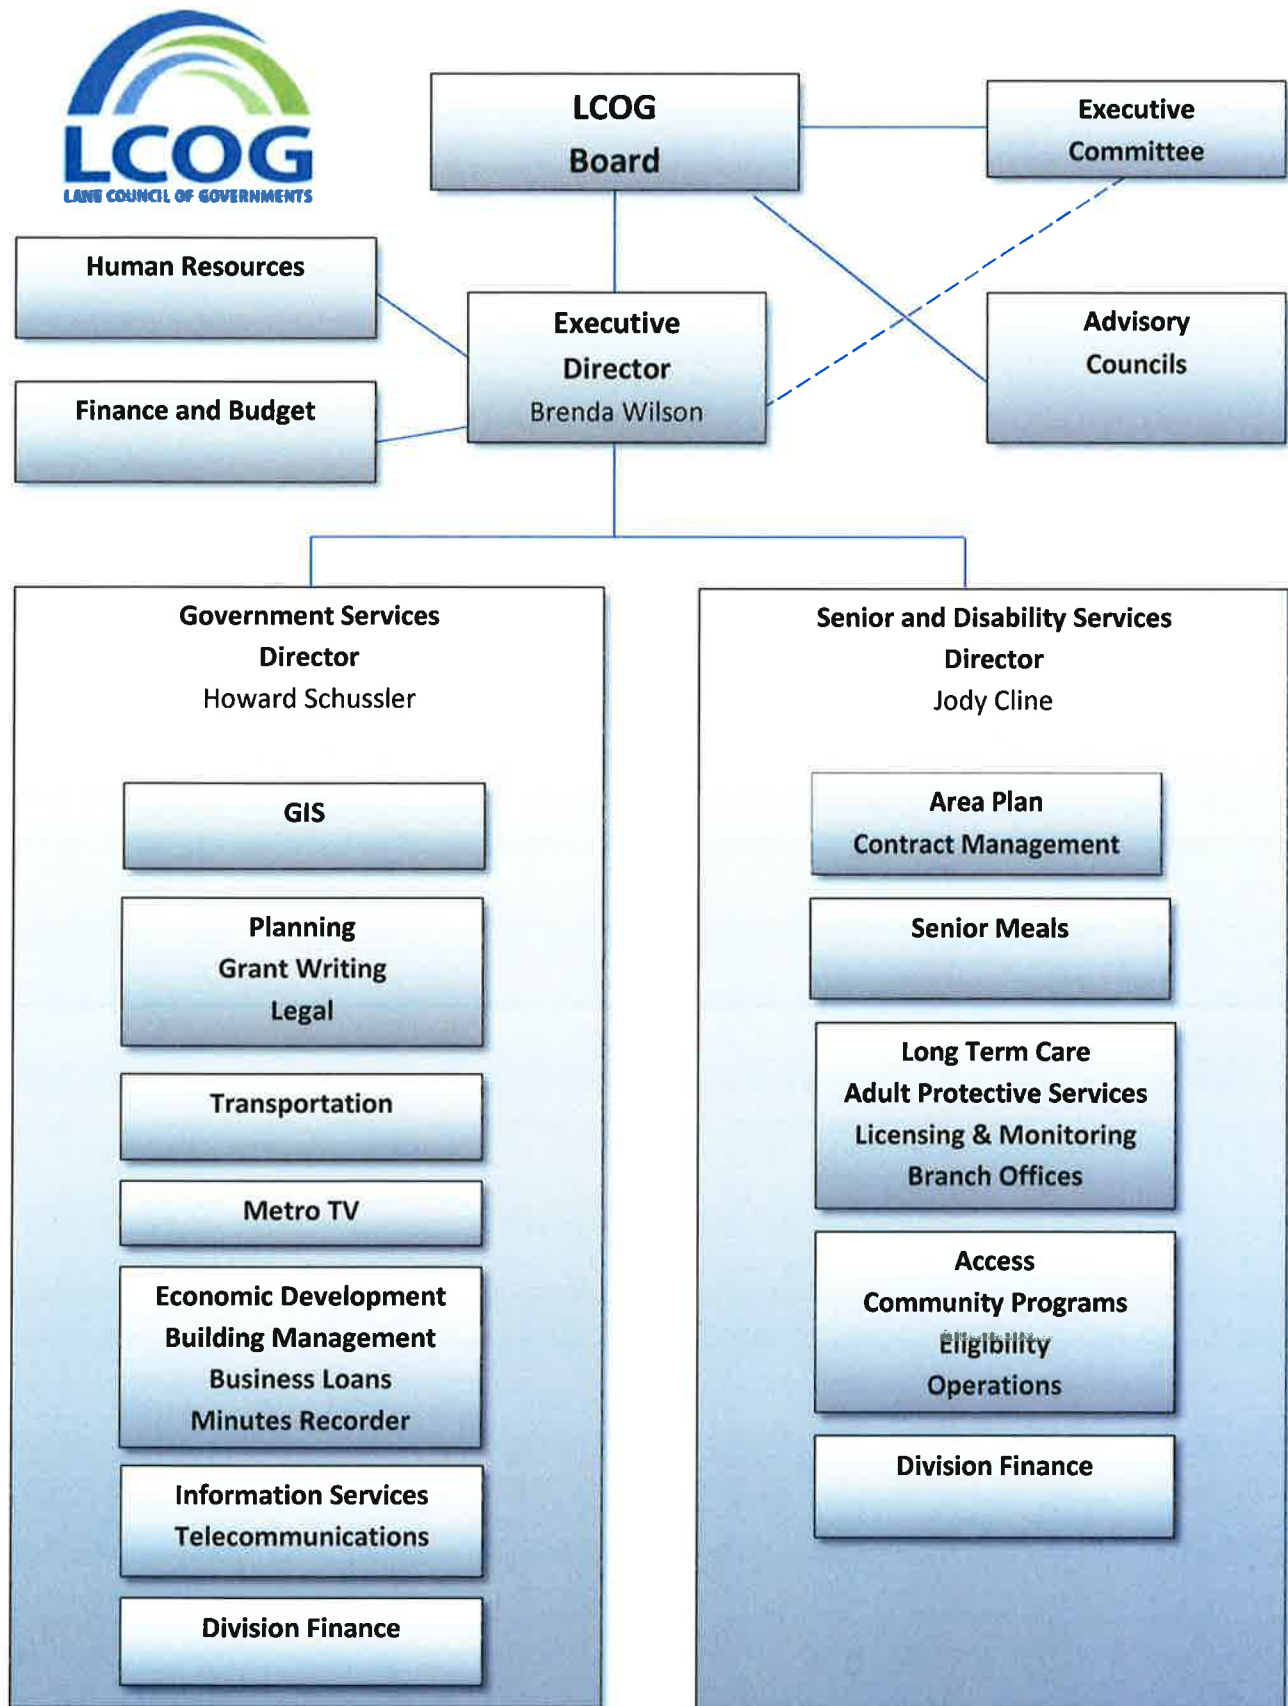 LCOG
LANE COUNCIL OF GOVERNMENTS
LCOG
Board
Executive
Committee
Human Resources
Finance and Budget
Executive
Director
Brenda Wilson
Advisory
Councils
Government Services
Director
Howard Schussler
GIS
Planning
Grant Writing
Legal
Transportation
Metro TV
Economic Development
Building Management
Business Loans
Minutes Recorder
Information Services
Telecommunications
Division Finance
Senior and Disability Services
Director
Jody Cline
Area Plan
Contract Management
Senior Meals
Long Term Care
Adult Protective Services
Licensing & Monitoring
Branch Offices
Access
Community Programs
Eligibility
Operations
Division Finance